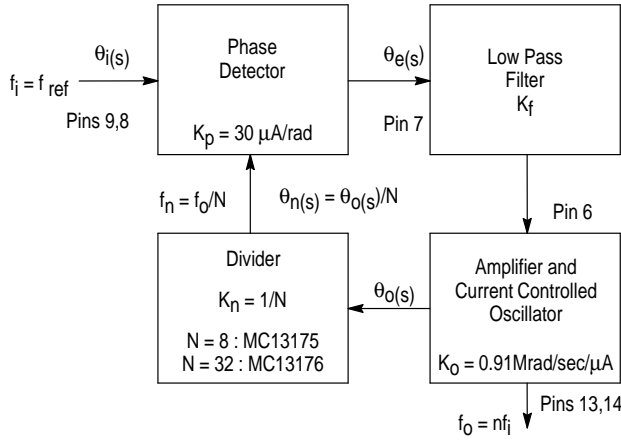 θi(s)
fi = f ref
Pins 9,8
Phase
Detector
Kp = 30 µA/rad
θe(s)
Pin 7
Low Pass
Filter
Kf
fn = fo/N
θn(s) = θo(s)/N
Pin 6
Divider
Kn = 1/N
N = 8 : MC13175
N = 32 : MC13176
θo(s)
Amplifier and
Current Controlled
Oscillator
Ko = 0.91Mrad/sec/µA
Pins 13,14
fo = nfi